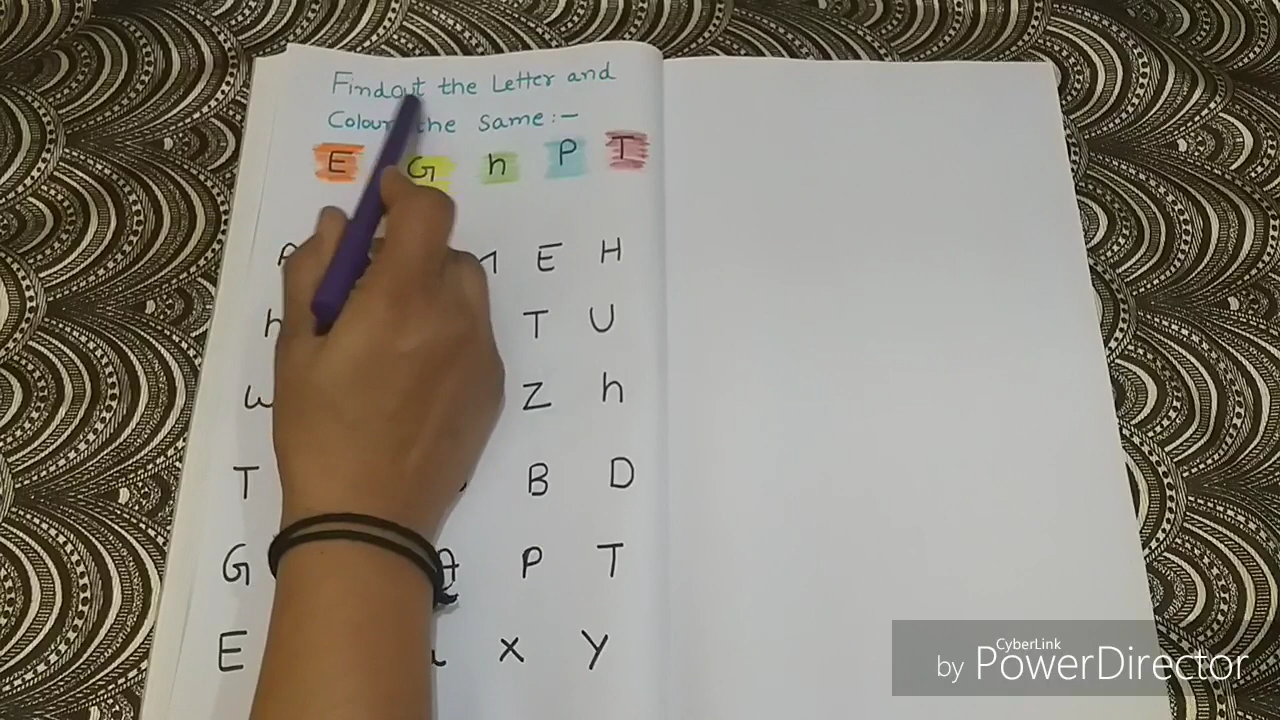 Findout the Letter and
Colour the same :-
E G h P T
E H
h T U
W Z h
T B D
G P T
E X Y
CyberLink
by PowerDirector